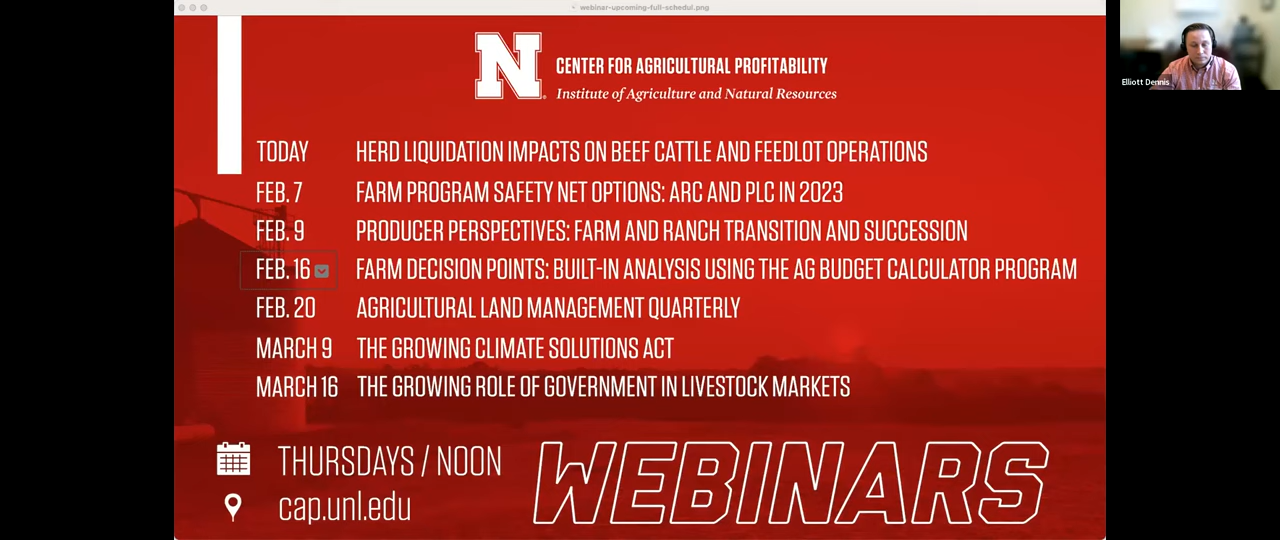 webinar-upcoming-full-schedul.png
N
CENTER FOR AGRICULTURAL PROFITABILITY
Institute of Agriculture and Natural Resources
TODAY HERD LIQUIDATION IMPACTS ON BEEF CATTLE AND FEEDLOT OPERATIONS
FEB. 7 FARM PROGRAM SAFETY NET OPTIONS: ARC AND PLC IN 2023
FEB. 9 PRODUCER PERSPECTIVES: FARM AND RANCH TRANSITION AND SUCCESSION
FEB. 16 FARM DECISION POINTS: BUILT-IN ANALYSIS USING THE AG BUDGET CALCULATOR PROGRAM
FEB. 20 AGRICULTURAL LAND MANAGEMENT QUARTERLY
MARCH 9 THE GROWING CLIMATE SOLUTIONS ACT
MARCH 16 THE GROWING ROLE OF GOVERNMENT IN LIVESTOCK MARKETS
THURSDAYS / NOON
cap.unl.edu
WEBINARS
Elliott Dennis